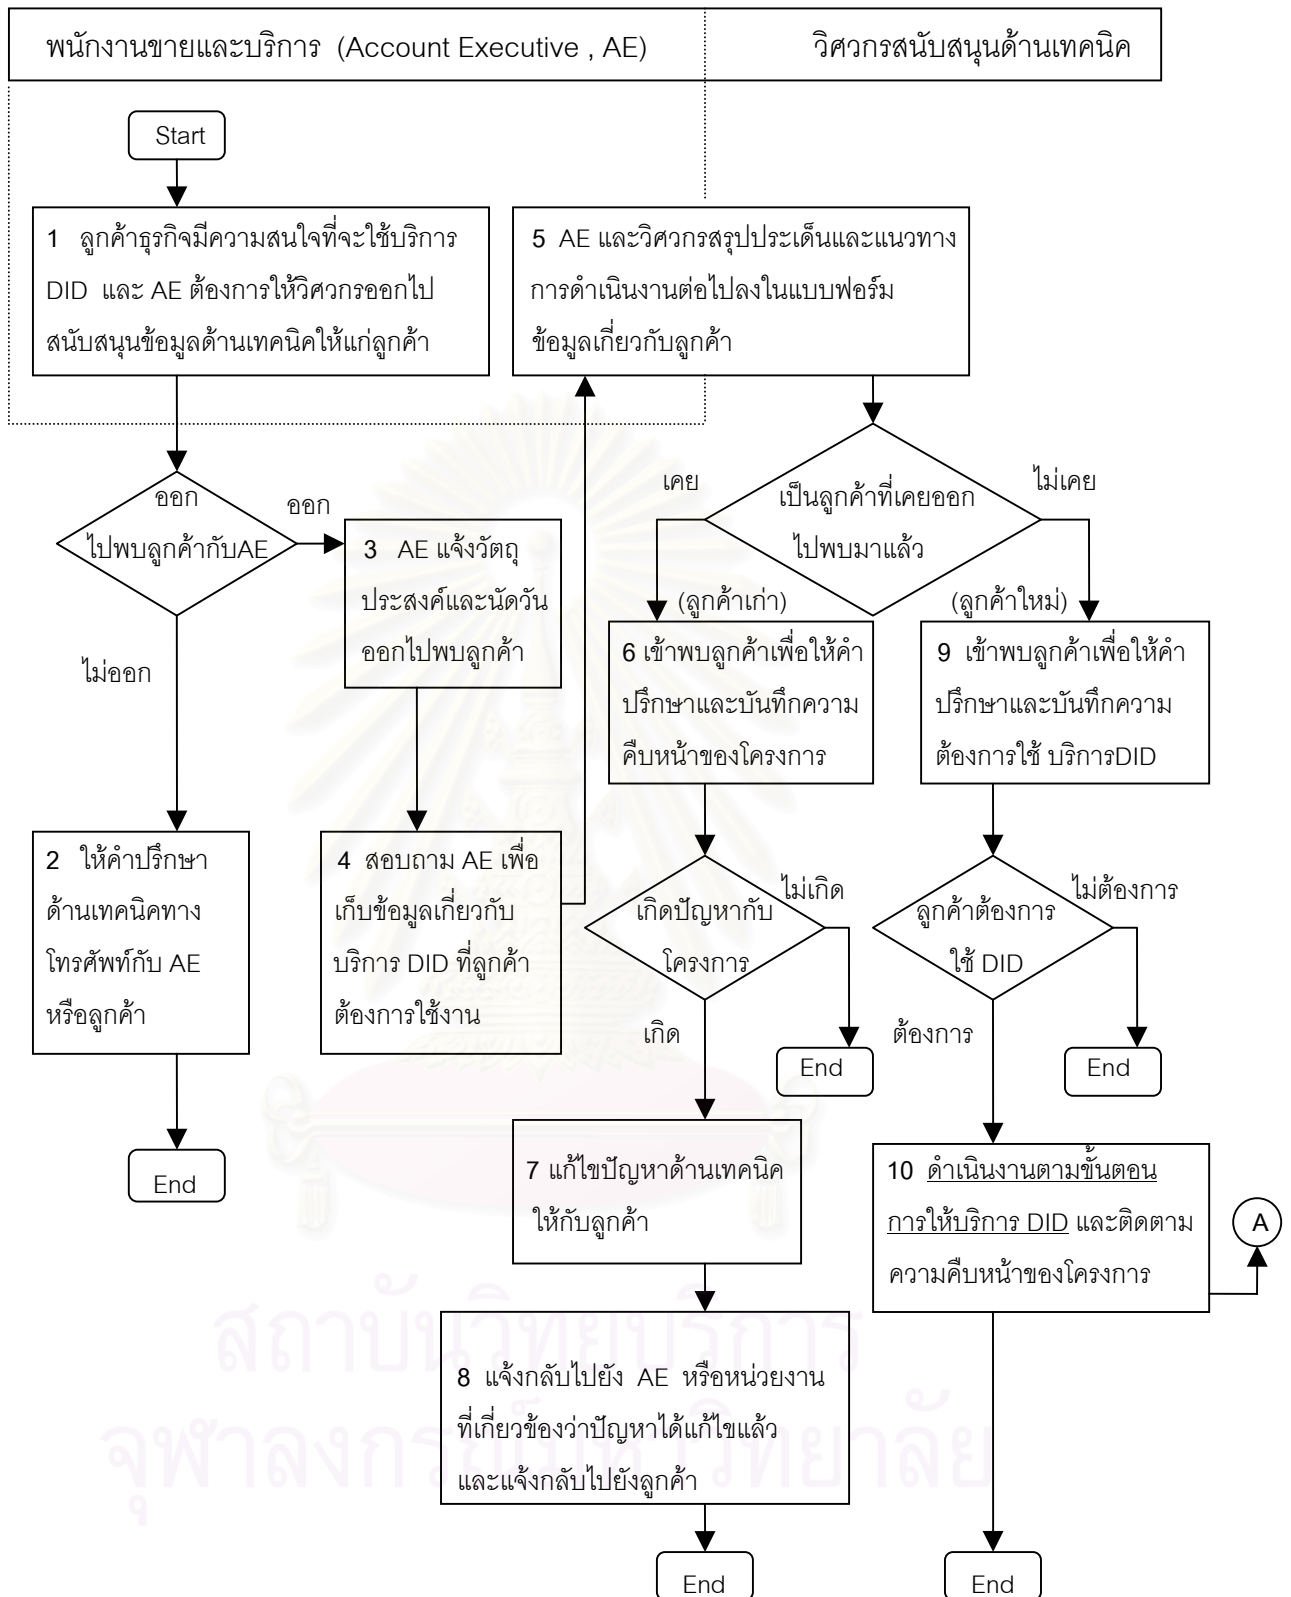 พนักงานขายและบริการ (Account Executive , AE)
วิศวกรสนับสนุนด้านเทคนิค
Start
1 ลูกค้าธุรกิจมีความสนใจที่จะใช้บริการ
DID และ AE ต้องการให้วิศวกรออกไป
สนับสนุนข้อมูลด้านเทคนิคให้แก่ลูกค้า
5 AE และวิศวกรสรุปประเด็นและแนวทาง
การดำเนินงานต่อไปลงในแบบฟอร์ม
ข้อมูลเกี่ยวกับลูกค้า
ออก
ไปพบลูกค้ากับAE
ออก
ไม่ออก
3 AE แจ้งวัตถุ
ประสงค์และนัดวัน
ออกไปพบลูกค้า
เคย
เป็นลูกค้าที่เคยออก
ไปพบมาแล้ว
ไม่เคย
(ลูกค้าเก่า)
(ลูกค้าใหม่)
6 เข้าพบลูกค้าเพื่อให้คำ
ปรึกษาและบันทึกความ
คืบหน้าของโครงการ
9 เข้าพบลูกค้าเพื่อให้คำ
ปรึกษาและบันทึกความ
ต้องการใช้ บริการDID
2 ให้คำปรึกษา
ด้านเทคนิคทาง
โทรศัพท์กับ AE
หรือลูกค้า
4 สอบถาม AE เพื่อ
เก็บข้อมูลเกี่ยวกับ
บริการ DID ที่ลูกค้า
ต้องการใช้งาน
เกิดปัญหากับ
โครงการ
ไม่เกิด
เกิด
ลูกค้าต้องการ
ใช้ DID
ไม่ต้องการ
ต้องการ
End
End
End
7 แก้ไขปัญหาด้านเทคนิค
ให้กับลูกค้า
10 ดำเนินงานตามขั้นตอน
การให้บริการ DID และติดตาม
ความคืบหน้าของโครงการ
A
8 แจ้งกลับไปยัง AE หรือหน่วยงาน
ที่เกี่ยวข้องว่าปัญหาได้แก้ไขแล้ว
และแจ้งกลับไปยังลูกค้า
End
End
สถาบันวิทยบริการ
จุฬาลงกรณ์มหาวิทยาลัย